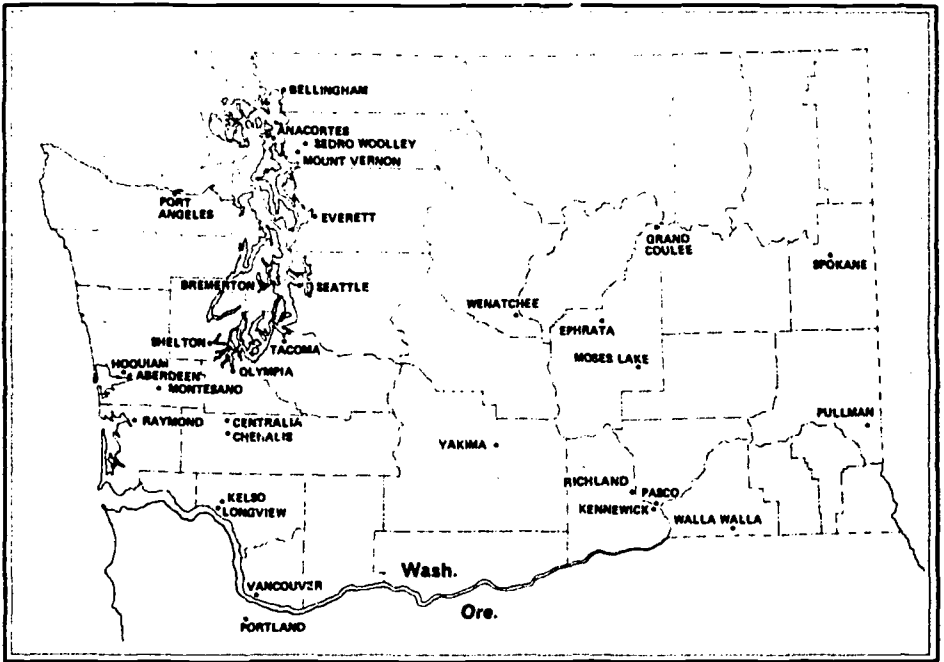 BELLINGHAM
ANACORTES
SEDRO WOOLLEY
MOUNT VERNON
PORT
ANGELES
EVERETT
GRAND
COULEE
SPOKANE
BREMERTON
SEATTLE
WENATCHEE
EPHRATA
SHELTON
TACOMA
MOSES LAKE
HOQUIAM
OLYMPIA
ABERDEEN
MONTESANO
PULLMAN
RAYMOND
CENTRALIA
CHEHALIS
YAKIMA
RICHLAND
PASCO
KELSO
LONGVIEW
KENNEWICK
WALLA WALLA
Wash.
VANCOUVER
Ore.
PORTLAND